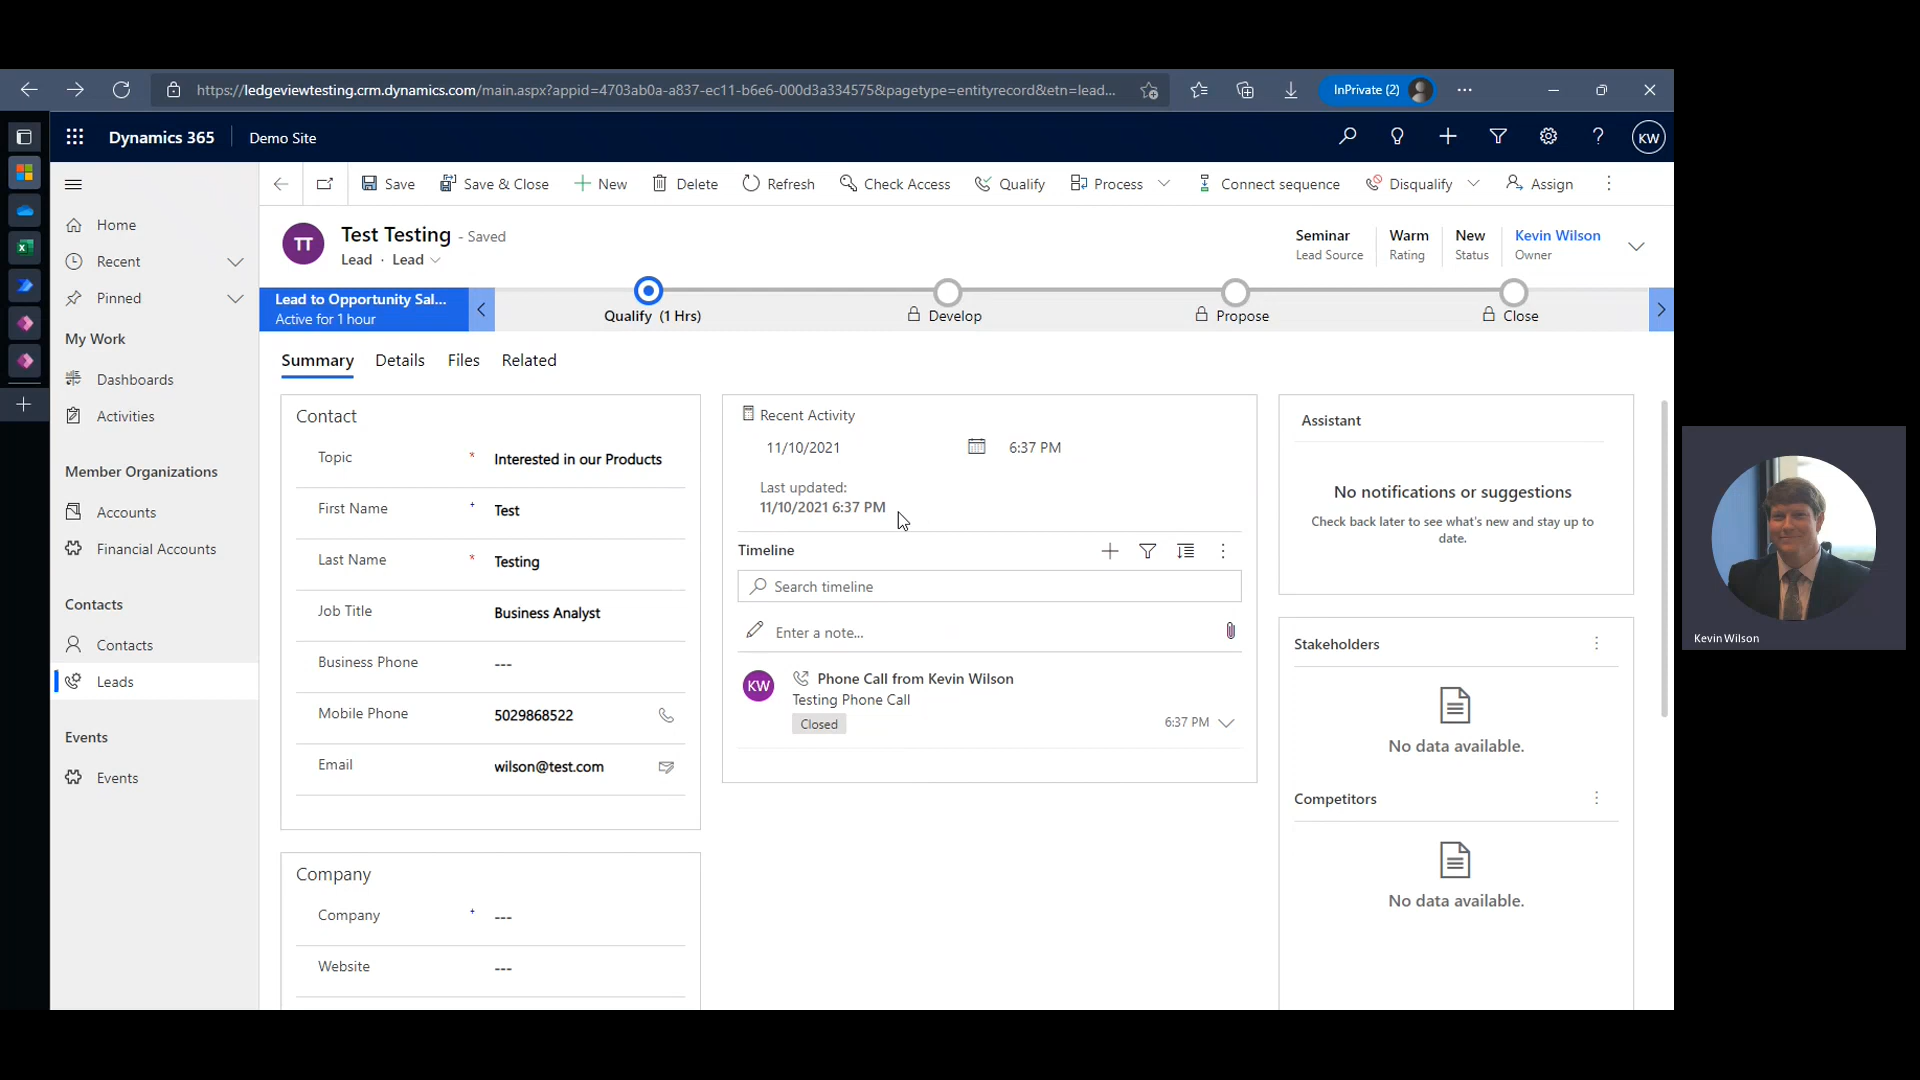 https://ledgeviewtesting.crm.dynamics.com/main.aspx?appid=4703ab0a-a837-ec11-b6e6-000d3a334575&pagetype=entityrecord&etn=lead...
InPrivate (2)
Dynamics 365
Demo Site
KW
Save
Save & Close
New
Delete
Refresh
Check Access
Qualify
Process
Connect sequence
Disqualify
Assign
Home
Recent
Pinned
My Work
Dashboards
Activities
Member Organizations
Accounts
Financial Accounts
Contacts
Contacts
Leads
Events
Events
TT
Test Testing - Saved
Lead · Lead
Seminar
Lead Source
Warm
Rating
New
Status
Kevin Wilson
Owner
Lead to Opportunity Sal...
Active for 1 hour
Qualify (1 Hrs)
Develop
Propose
Close
Summary
Details
Files
Related
Contact
Topic * Interested in our Products
First Name + Test
Last Name * Testing
Job Title Business Analyst
Business Phone ---
Mobile Phone 5029868522
Email wilson@test.com
Company
Company + ---
Website ---
Recent Activity
11/10/2021 6:37 PM
Last updated:
11/10/2021 6:37 PM
Timeline
Search timeline
Enter a note...
KW
Phone Call from Kevin Wilson
Testing Phone Call
Closed
6:37 PM
Assistant
No notifications or suggestions
Check back later to see what's new and stay up to
date.
Stakeholders
No data available.
Competitors
No data available.
Kevin Wilson